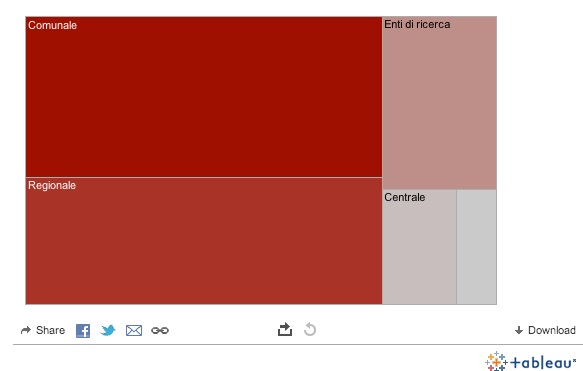 Comunale
Enti di ricerca
Regionale
Centrale
Share
Download
+ableau